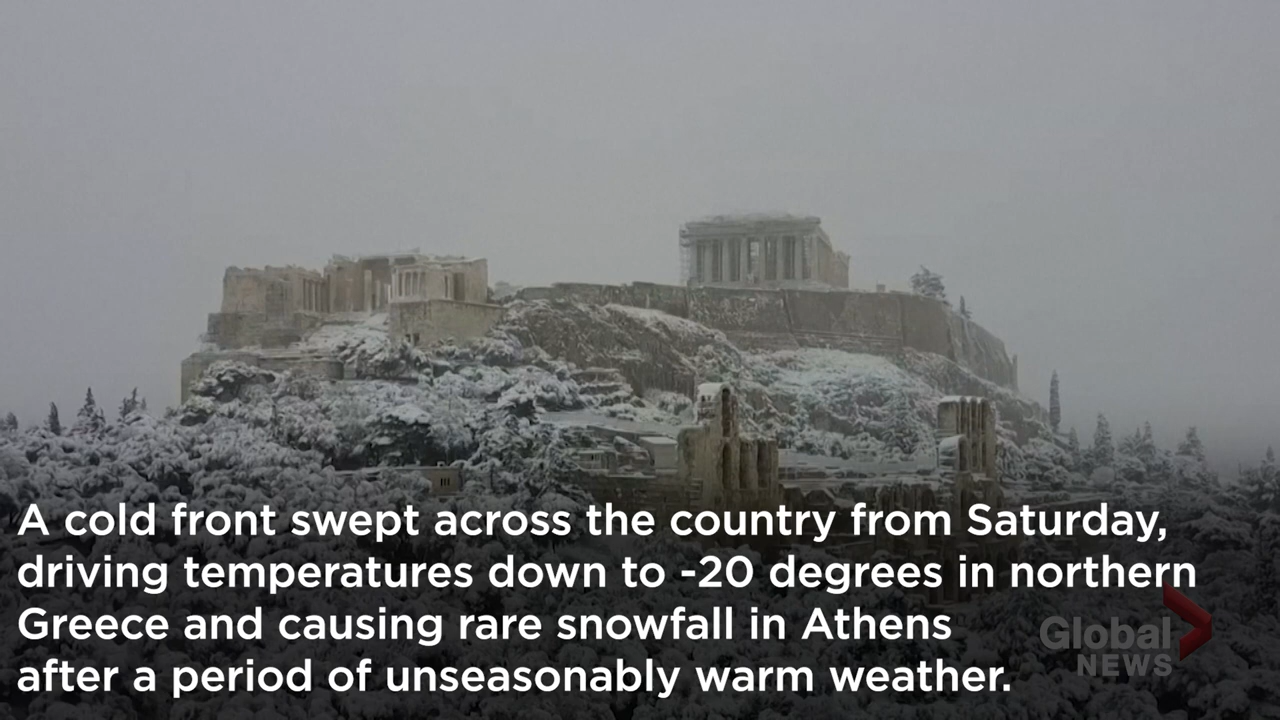 A cold front swept across the country from Saturday,
driving temperatures down to -20 degrees in northern
Greece and causing rare snowfall in Athens
after a period of unseasonably warm weather.
Global
NEWS